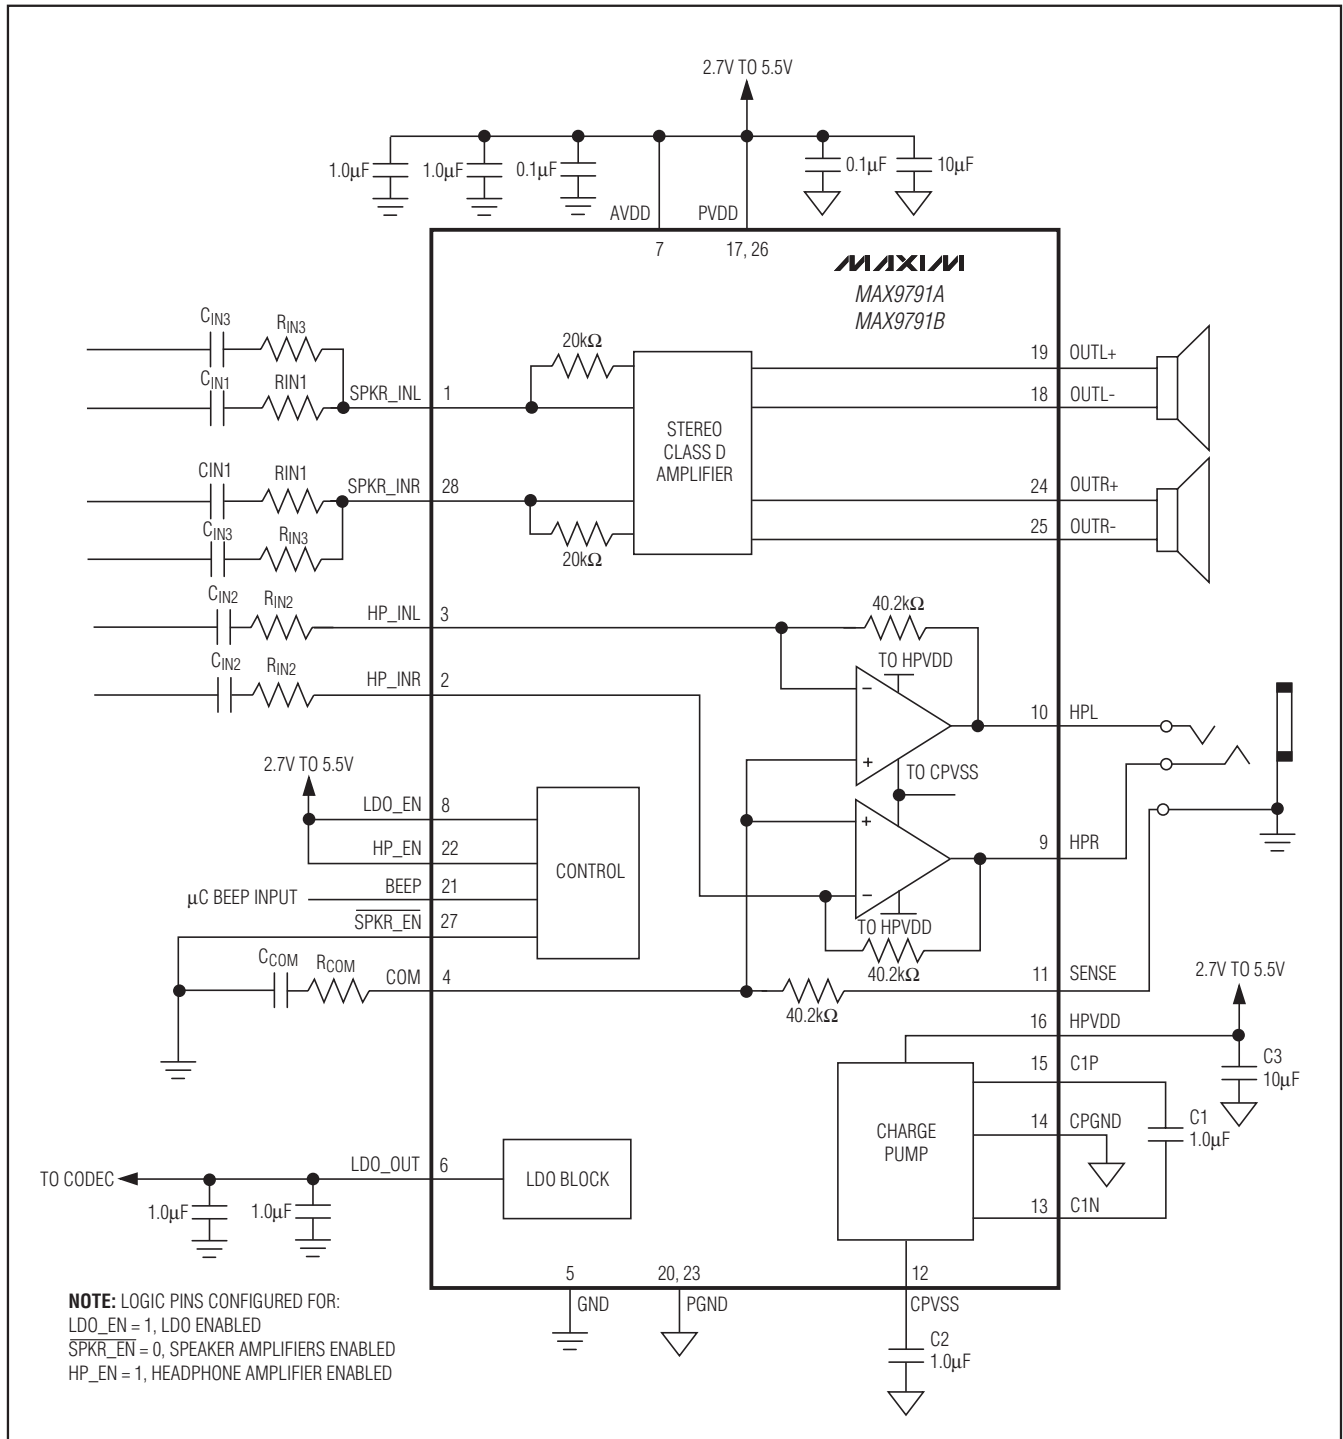 2.7V TO 5.5V
1.0µF
1.0µF
0.1µF
0.1µF
10µF
AVDD
PVDD
7
17, 26
MAXIM
MAX9791A
MAX9791B
CIN3
RIN3
CIN1
RIN1
SPKR_INL
1
20kΩ
STEREO
CLASS D
AMPLIFIER
19
OUTL+
18
OUTL-
CIN1
RIN1
SPKR_INR
28
24
OUTR+
25
OUTR-
CIN3
RIN3
20kΩ
CIN2
RIN2
HP_INL
3
40.2kΩ
TO HPVDD
CIN2
RIN2
HP_INR
2
−
+
10
HPL
2.7V TO 5.5V
TO CPVSS
LDO_EN
8
HP_EN
22
µC BEEP INPUT
BEEP
21
SPKR_EN
27
CONTROL
+
−
9
HPR
TO HPVDD
40.2kΩ
CCOM
RCOM
COM
4
40.2kΩ
11
SENSE
2.7V TO 5.5V
16
HPVDD
15
C1P
C3
10µF
CHARGE
PUMP
14
CPGND
C1
1.0µF
13
C1N
TO CODEC
LDO_OUT
6
LDO BLOCK
1.0µF
1.0µF
5
GND
20, 23
PGND
12
CPVSS
C2
1.0µF
NOTE: LOGIC PINS CONFIGURED FOR:
LDO_EN = 1, LDO ENABLED
SPKR_EN = 0, SPEAKER AMPLIFIERS ENABLED
HP_EN = 1, HEADPHONE AMPLIFIER ENABLED